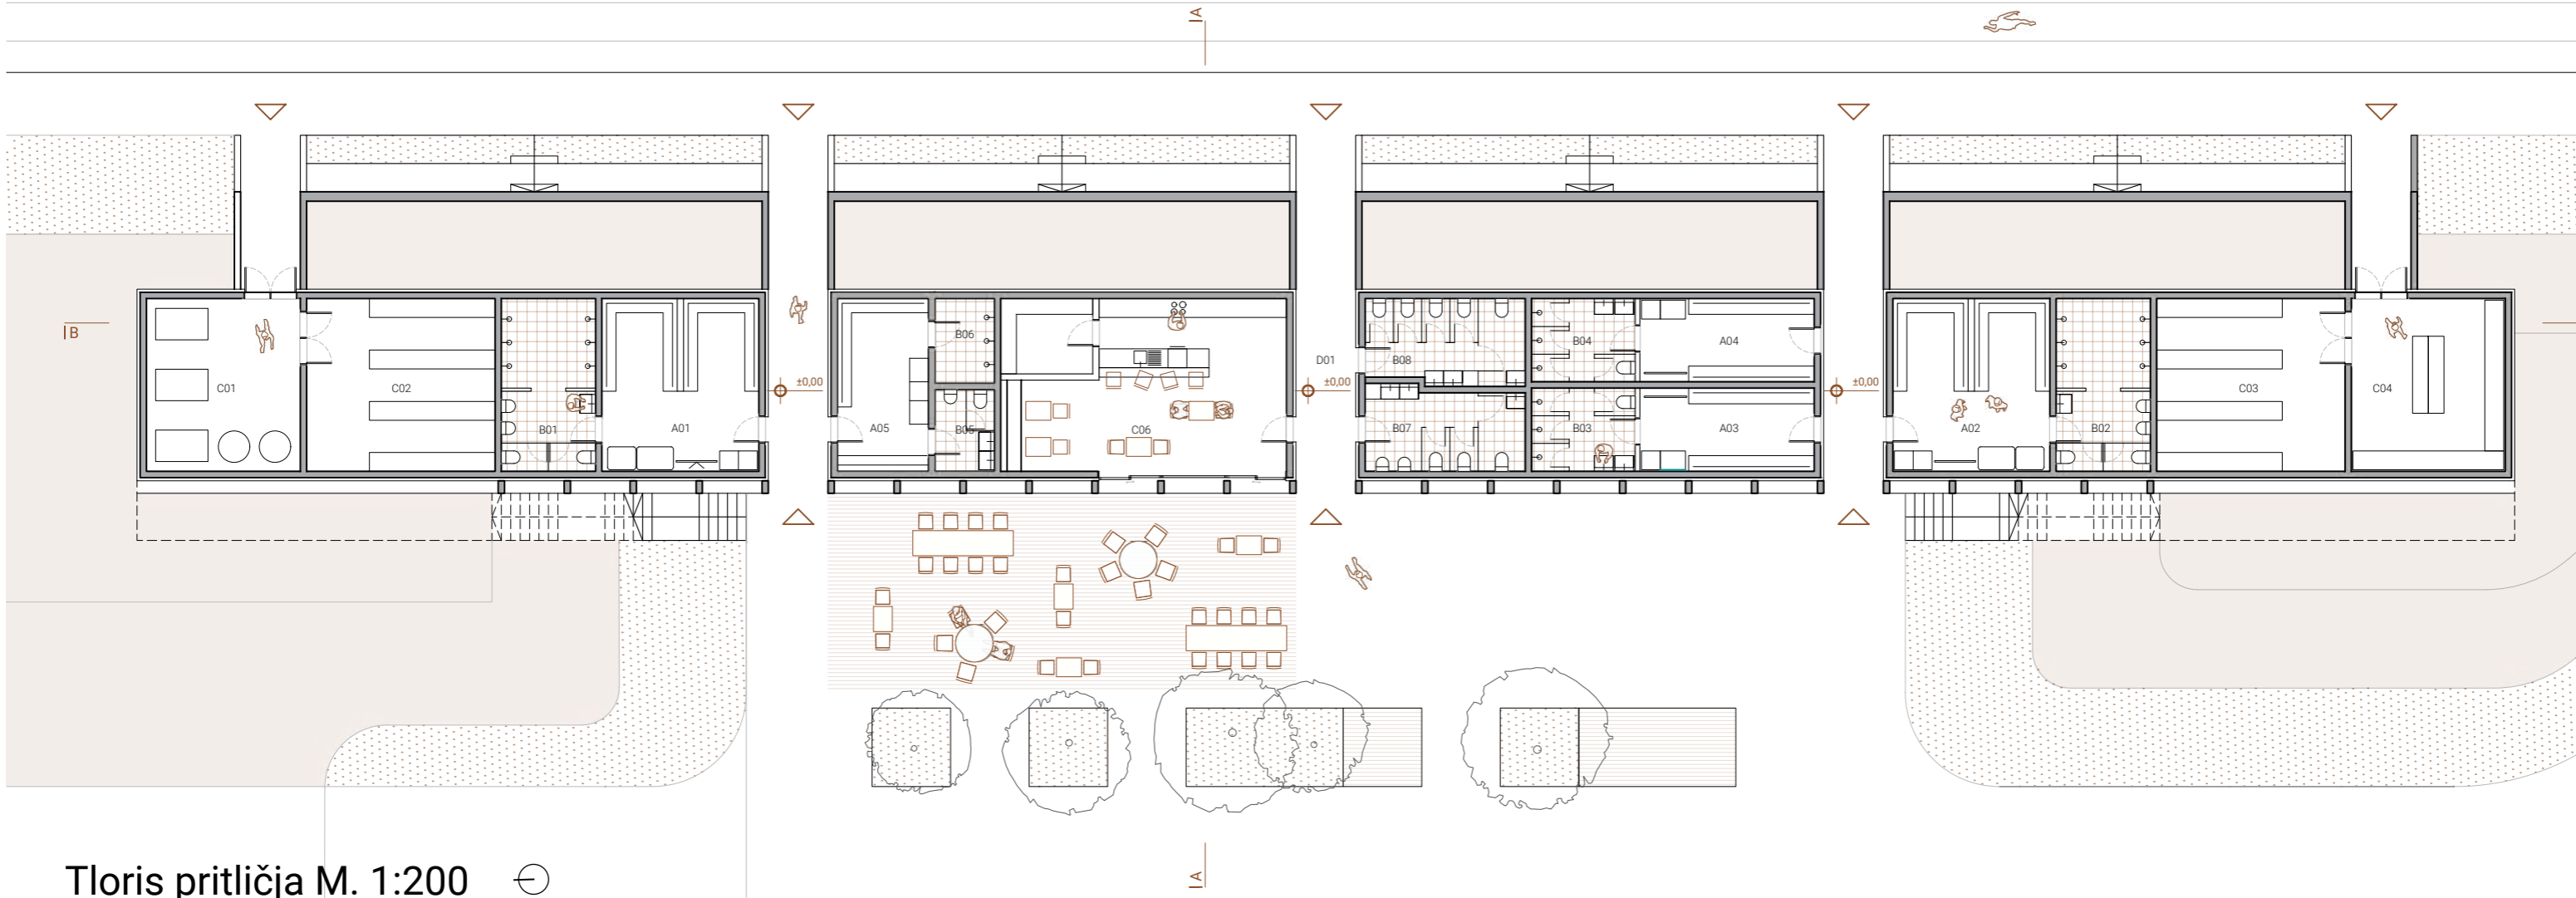 A
B
C01
C02
B01
A01
±0,00
A05
B06
B05
C06
D01
±0,00
B08
B07
B04
B03
A04
A03
±0,00
A02
B02
C03
C04
Tloris pritličja M. 1:200
A